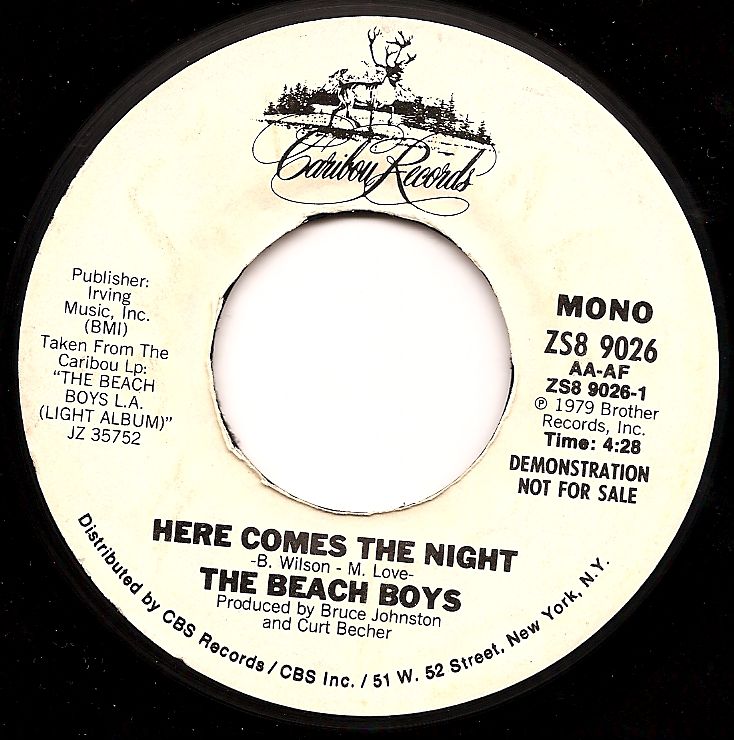 Caribou Records
Publisher:
Irving
Music, Inc.
(BMI)
Taken From The
Caribou Lp:
"THE BEACH
BOYS L.A.
(LIGHT ALBUM)"
JZ 35752
MONO
ZS8 9026
AA-AF
ZS8 9026-1
℗ 1979 Brother
Records, Inc.
Time: 4:28
DEMONSTRATION
NOT FOR SALE
HERE COMES THE NIGHT
-B. Wilson - M. Love-
THE BEACH BOYS
Produced by Bruce Johnston
and Curt Becher
Distributed by CBS Records / CBS Inc. / 51 W. 52 Street, New York, N.Y.